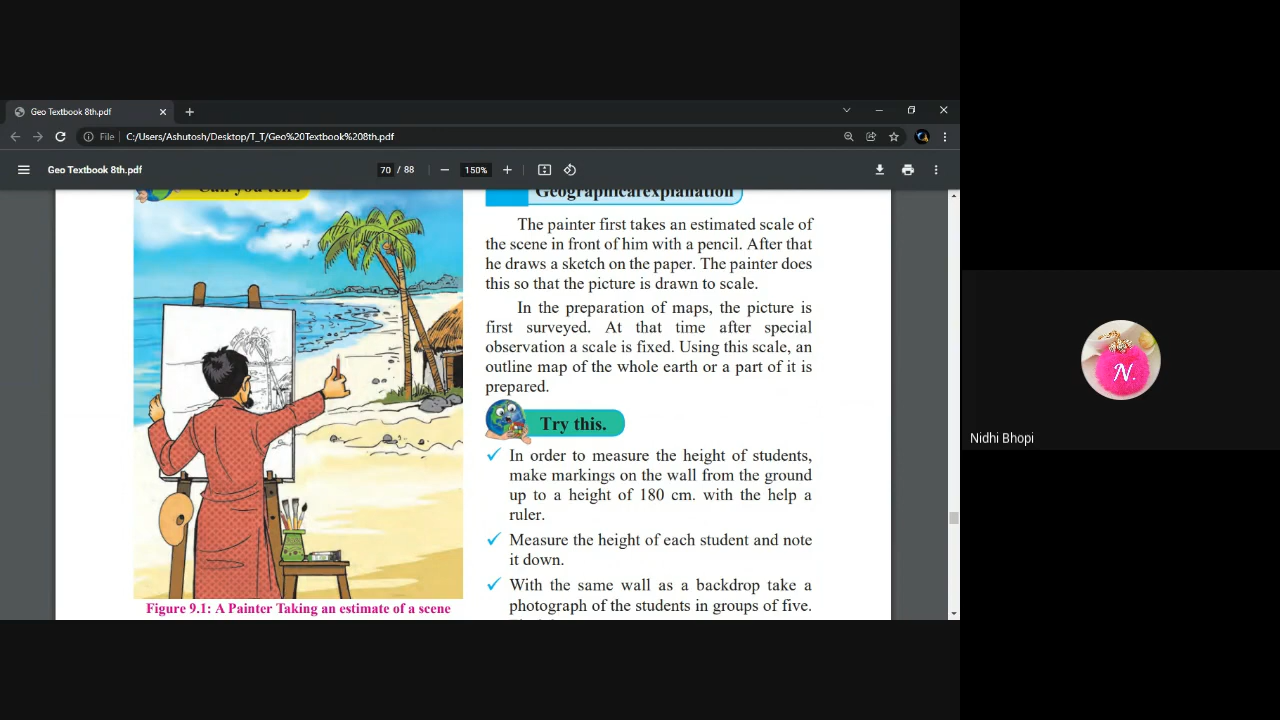 Geo Textbook 8th.pdf
File
C:/Users/Ashutosh/Desktop/T_T/Geo%20Textbook%208th.pdf
Geo Textbook 8th.pdf
70 / 88
150%
Can you tell?
Geographical explanation
The painter first takes an estimated scale of
the scene in front of him with a pencil. After that
he draws a sketch on the paper. The painter does
this so that the picture is drawn to scale.
In the preparation of maps, the picture is
first surveyed. At that time after special
observation a scale is fixed. Using this scale, an
outline map of the whole earth or a part of it is
prepared.
Try this.
In order to measure the height of students,
make markings on the wall from the ground
up to a height of 180 cm. with the help a
ruler.
Measure the height of each student and note
it down.
With the same wall as a backdrop take a
photograph of the students in groups of five.
Figure 9.1: A Painter Taking an estimate of a scene
N.
Nidhi Bhopi